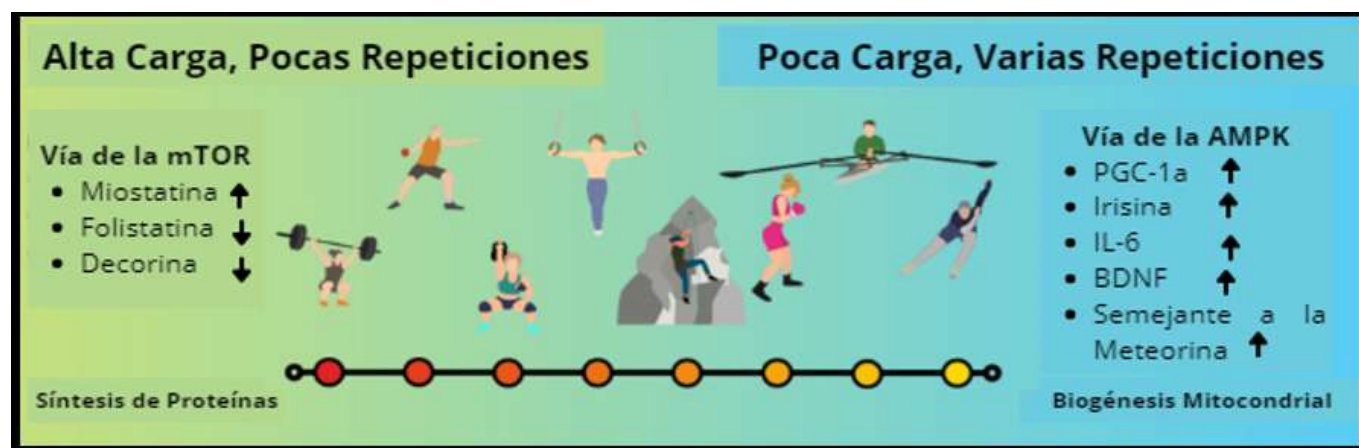 Alta Carga, Pocas Repeticiones
Poca Carga, Varias Repeticiones
Vía de la mTOR
• Miostatina ↑
• Folistatina ↓
• Decorina ↓
Síntesis de Proteínas
Vía de la AMPK
• PGC-1a ↑
• Irisina ↑
• IL-6 ↑
• BDNF ↑
• Semejante a la
Meteorina ↑
Biogénesis Mitocondrial